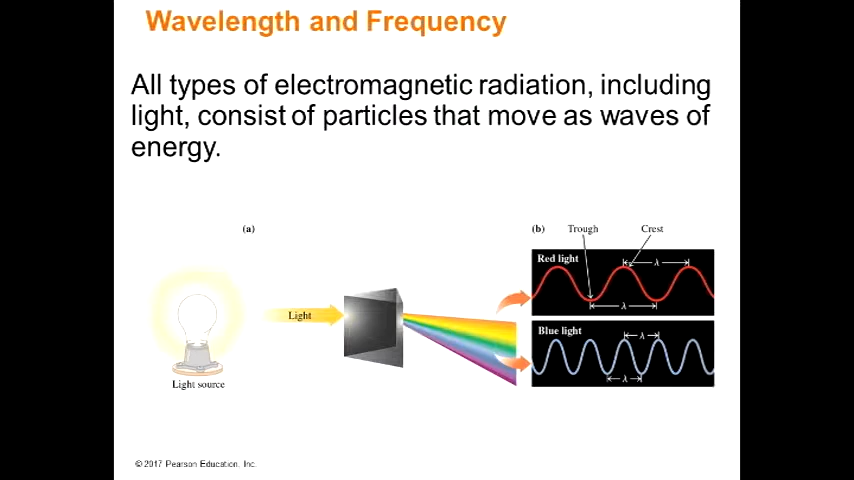 Wavelength and Frequency
All types of electromagnetic radiation, including
light, consist of particles that move as waves of
energy.
(a)
(b)
Trough
Crest
Red light
λ
λ
Light
Blue light
λ
λ
Light source
© 2017 Pearson Education, Inc.